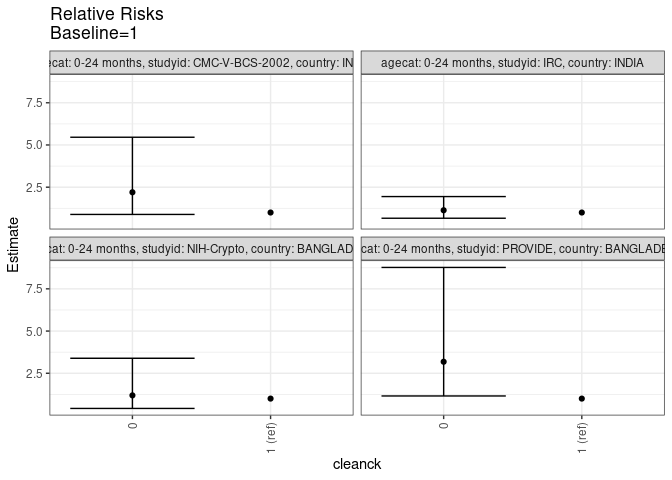 Relative Risks
Baseline=1
ecat: 0-24 months, studyid: CMC-V-BCS-2002, country: IN
agecat: 0-24 months, studyid: IRC, country: INDIA
7.5
5.0
2.5
cat: 0-24 months, studyid: NIH-Crypto, country: BANGLAD
cat: 0-24 months, studyid: PROVIDE, country: BANGLADE
7.5
5.0
2.5
Estimate
0
1 (ref)
0
1 (ref)
cleanck